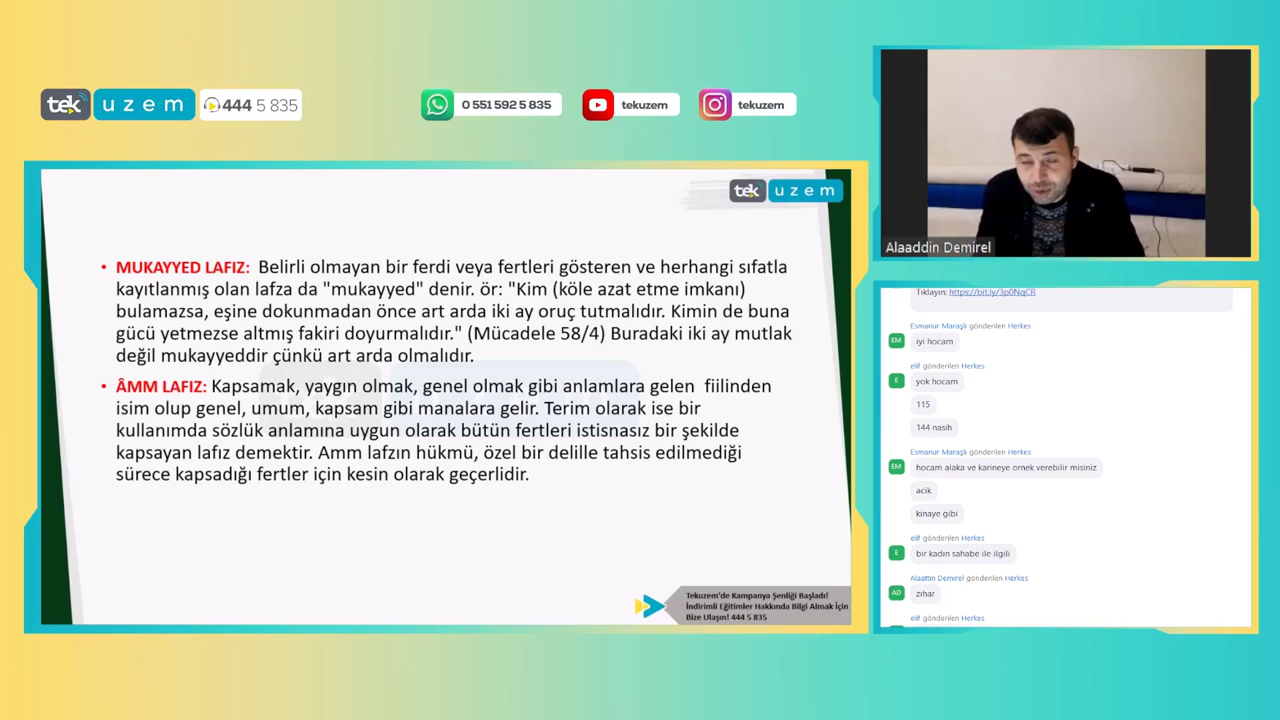 tek uzem 444 5 835
0 551 592 5 835
tekuzem
tekuzem
tek uzem
• MUKAYYED LAFIZ: Belirli olmayan bir ferdi veya fertleri gösteren ve herhangi sıfatla
kayıtlanmış olan lafza da "mukayyed" denir. ör: "Kim (köle azat etme imkanı)
bulamazsa, eşine dokunmadan önce art arda iki ay oruç tutmalıdır. Kimin de buna
gücü yetmezse altmış fakiri doyurmalıdır." (Mücadele 58/4) Buradaki iki ay mutlak
değil mukayyeddir çünkü art arda olmalıdır.
• ÂMM LAFIZ: Kapsamak, yaygın olmak, genel olmak gibi anlamlara gelen fiilinden
isim olup genel, umum, kapsam gibi manalara gelir. Terim olarak ise bir
kullanımda sözlük anlamına uygun olarak bütün fertleri istisnasız bir şekilde
kapsayan lafız demektir. Amm lafzın hükmü, özel bir delille tahsis edilmediği
sürece kapsadığı fertler için kesin olarak geçerlidir.
Tekuzem'de Kampanya Şenliği Başladı!
İndirimli Eğitimler Hakkında Bilgi Almak İçin
Bize Ulaşın! 444 5 835
Alaaddin Demirel
Tıklayın: https://bit.ly/3p0NqCR
Esmanur Maraşlı gönderilen Herkes
EM iyi hocam
elif gönderilen Herkes
E yok hocam
115
144 nasih
Esmanur Maraşlı gönderilen Herkes
EM hocam alaka ve karineye ornek verebilir misiniz
acik
kinaye gibi
elif gönderilen Herkes
E bir kadın sahabe ile ilgili
Alaattin Demirel gönderilen Herkes
AD zıhar
elif gönderilen Herkes